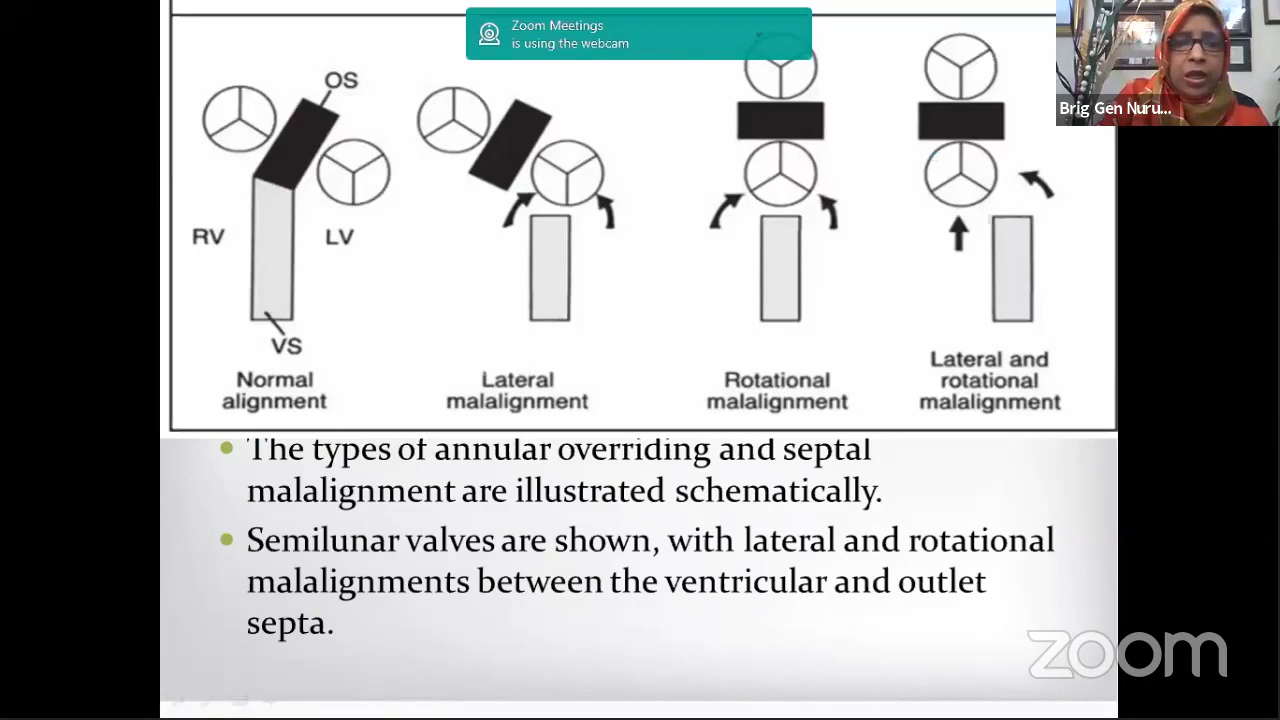 Zoom Meetings
is using the webcam
Brig Gen Nuru...
OS
RV
LV
VS
Normal
alignment
Lateral
malalignment
Rotational
malalignment
Lateral and
rotational
malalignment
The types of annular overriding and septal
malalignment are illustrated schematically.
Semilunar valves are shown, with lateral and rotational
malalignments between the ventricular and outlet
septa.
zoom